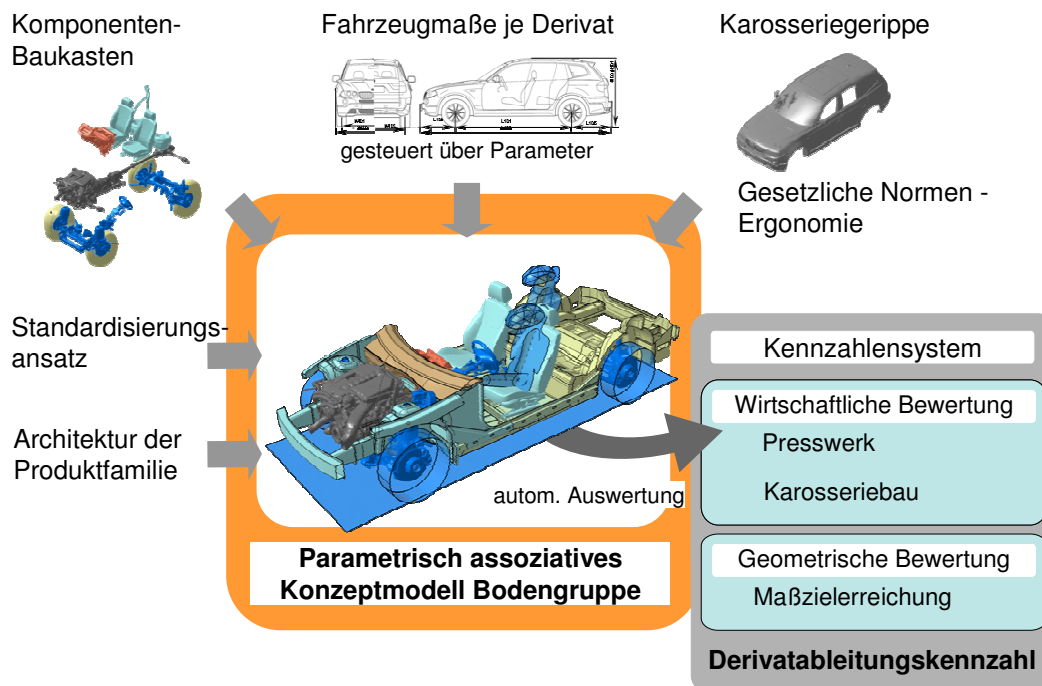 Komponenten-
Baukasten
Fahrzeugmaße je Derivat
gesteuert über Parameter
Karosseriegerippe
Gesetzliche Normen -
Ergonomie
Standardisierungs-
ansatz
Architektur der
Produktfamilie
autom. Auswertung
Parametrisch assoziatives
Konzeptmodell Bodengruppe
Kennzahlensystem
Wirtschaftliche Bewertung
Presswerk
Karosseriebau
Geometrische Bewertung
Maßzielerreichung
Derivatableitungskennzahl